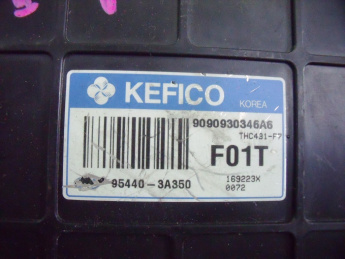 KEFICO KOREA
9090930346A6
THC431-F7
F01T
95440-3A350
169223K
0072